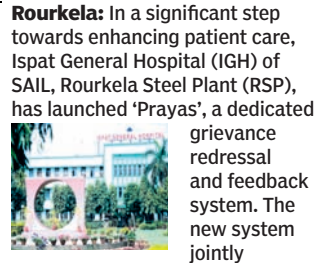 Rourkela: In a significant step
towards enhancing patient care,
Ispat General Hospital (IGH) of
SAIL, Rourkela Steel Plant (RSP),
has launched ‘Prayas’, a dedicated
grievance
redressal
and feedback
system. The
new system
jointly